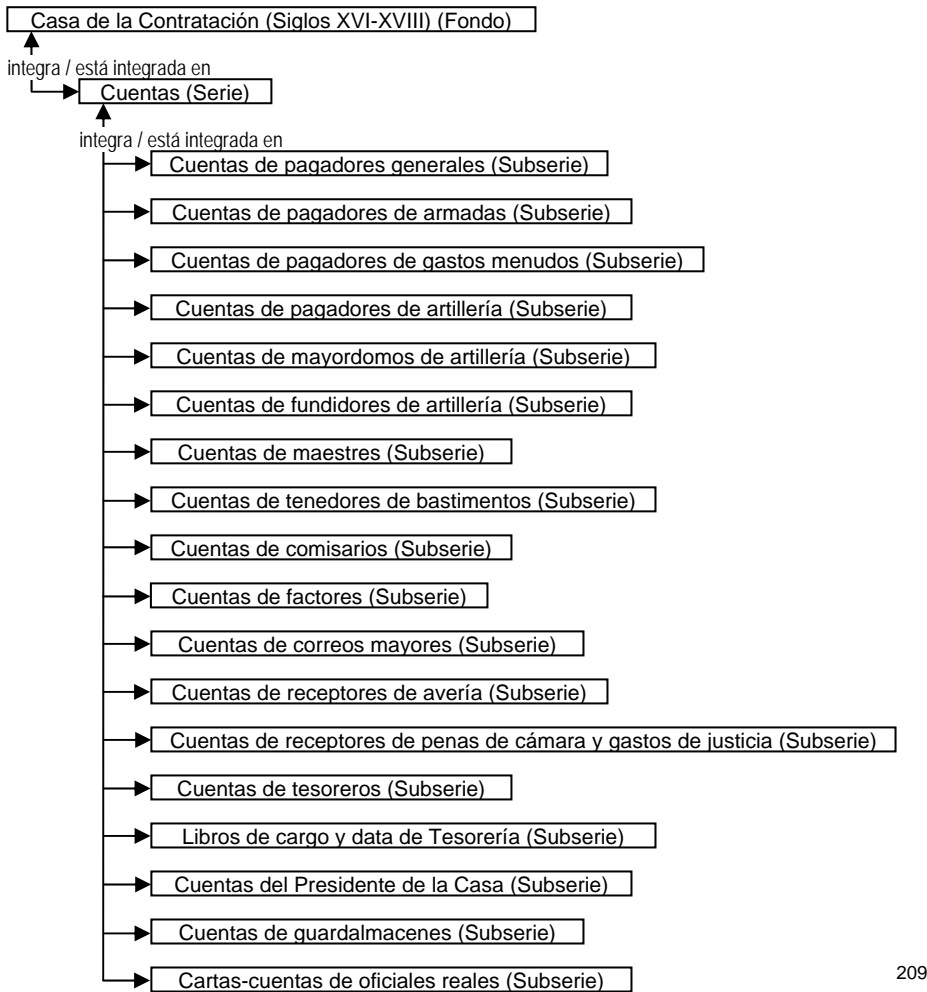 Casa de la Contratación (Siglos XVI-XVIII) (Fondo)
integra / está integrada en
Cuentas (Serie)
integra / está integrada en
Cuentas de pagadores generales (Subserie)
Cuentas de pagadores de armadas (Subserie)
Cuentas de pagadores de gastos menudos (Subserie)
Cuentas de pagadores de artillería (Subserie)
Cuentas de mayordomos de artillería (Subserie)
Cuentas de fundidores de artillería (Subserie)
Cuentas de maestres (Subserie)
Cuentas de tenedores de bastimentos (Subserie)
Cuentas de comisarios (Subserie)
Cuentas de factores (Subserie)
Cuentas de correos mayores (Subserie)
Cuentas de receptores de avería (Subserie)
Cuentas de receptores de penas de cámara y gastos de justicia (Subserie)
Cuentas de tesoreros (Subserie)
Libros de cargo y data de Tesorería (Subserie)
Cuentas del Presidente de la Casa (Subserie)
Cuentas de guardalmacenes (Subserie)
Cartas-cuentas de oficiales reales (Subserie)
209